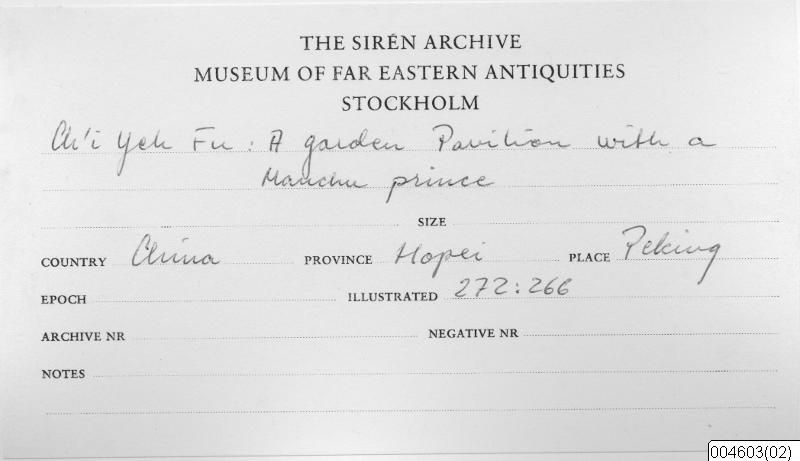 THE SIRÉN ARCHIVE
MUSEUM OF FAR EASTERN ANTIQUITIES
STOCKHOLM
Ch'i Yeh Fu: A garden Pavilion with a
Manchu prince
SIZE
COUNTRY China PROVINCE Hopei PLACE Peking
EPOCH ILLUSTRATED 272:266
ARCHIVE NR NEGATIVE NR
NOTES
004603(02)